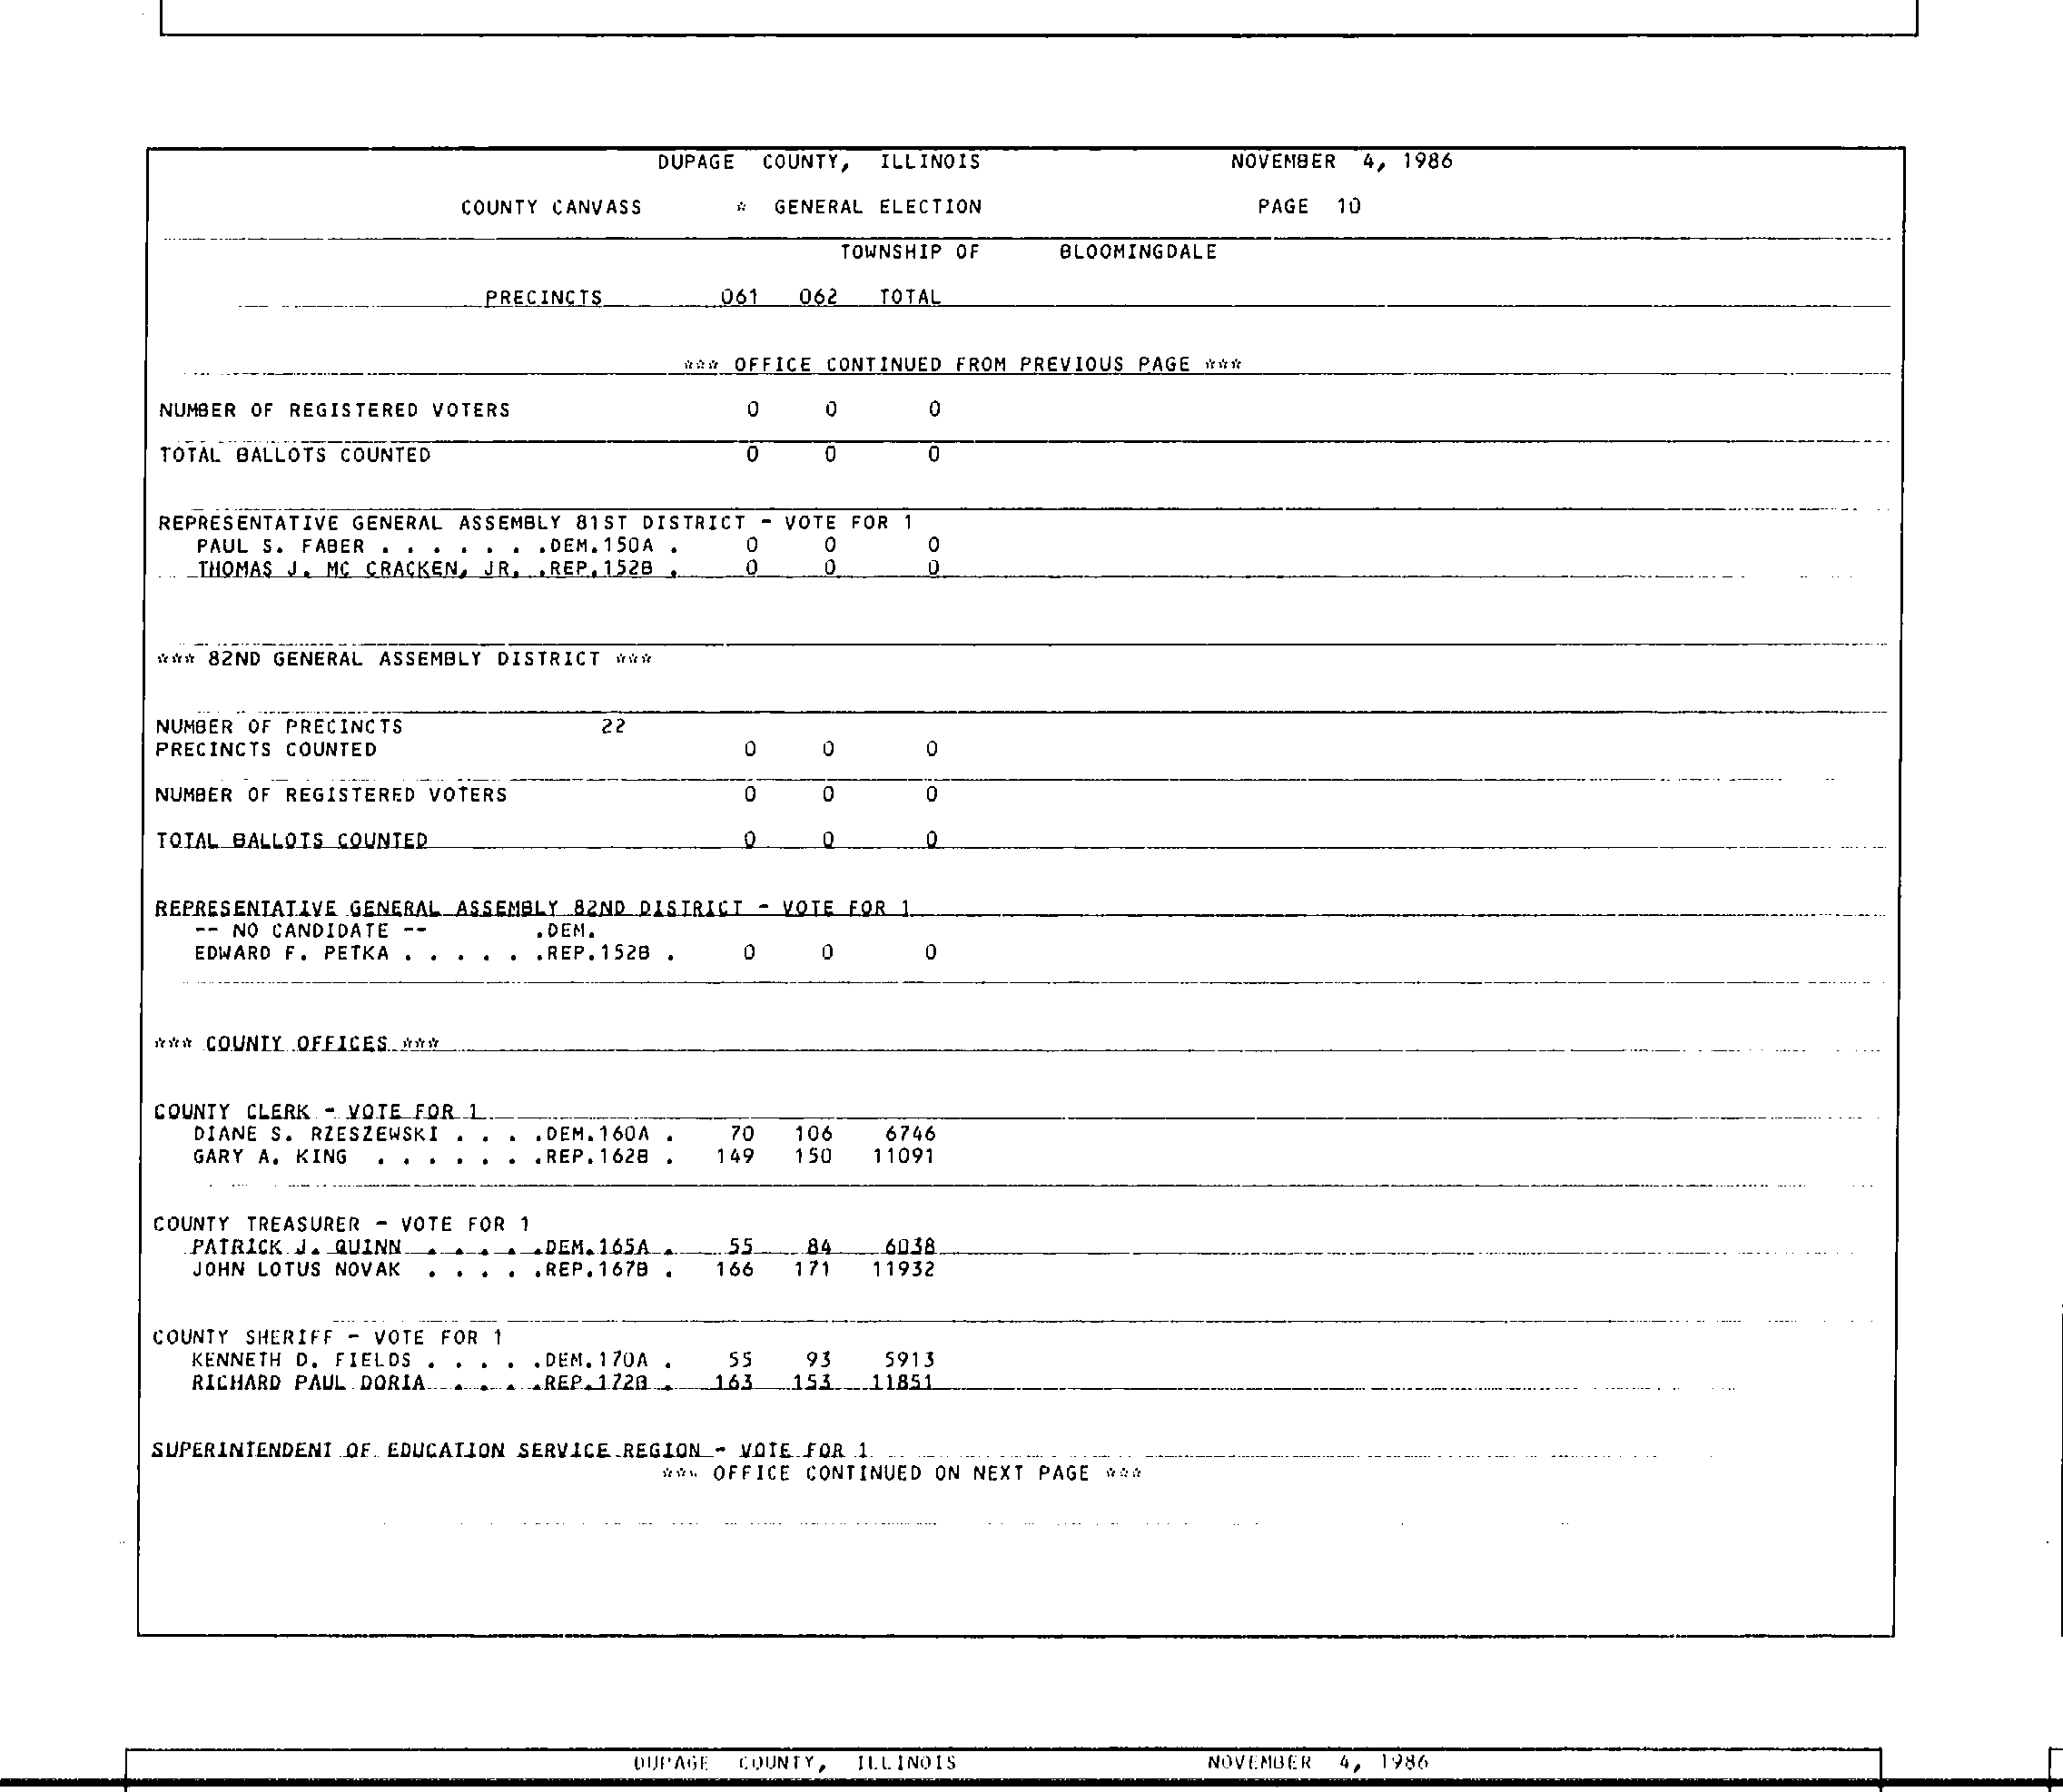 DUPAGE COUNTY, ILLINOIS NOVEMBER 4, 1986
COUNTY CANVASS * GENERAL ELECTION PAGE 10
TOWNSHIP OF BLOOMINGDALE
PRECINCTS 061 062 TOTAL
*** OFFICE CONTINUED FROM PREVIOUS PAGE ***
NUMBER OF REGISTERED VOTERS 0 0 0
TOTAL BALLOTS COUNTED 0 0 0
REPRESENTATIVE GENERAL ASSEMBLY 81ST DISTRICT - VOTE FOR 1
PAUL S. FABER . . . . . . .DEM.150A . 0 0 0
THOMAS J. MC CRACKEN, JR. .REP.152B . 0 0 0
*** 82ND GENERAL ASSEMBLY DISTRICT ***
NUMBER OF PRECINCTS 22
PRECINCTS COUNTED 0 0 0
NUMBER OF REGISTERED VOTERS 0 0 0
TOTAL BALLOTS COUNTED 0 0 0
REPRESENTATIVE GENERAL ASSEMBLY 82ND DISTRICT - VOTE FOR 1
-- NO CANDIDATE -- .DEM.
EDWARD F. PETKA . . . . . .REP.152B . 0 0 0
*** COUNTY OFFICES ***
COUNTY CLERK - VOTE FOR 1
DIANE S. RZESZEWSKI . . . .DEM.160A . 70 106 6746
GARY A. KING . . . . . . .REP.162B . 149 150 11091
COUNTY TREASURER - VOTE FOR 1
PATRICK J. QUINN . . . . .DEM.165A . 55 84 6038
JOHN LOTUS NOVAK . . . . .REP.167B . 166 171 11932
COUNTY SHERIFF - VOTE FOR 1
KENNETH D. FIELDS . . . . .DEM.170A . 55 93 5913
RICHARD PAUL DORIA . . . .REP.172B . 163 153 11851
SUPERINTENDENT OF EDUCATION SERVICE REGION - VOTE FOR 1
*** OFFICE CONTINUED ON NEXT PAGE ***
DUPAGE COUNTY, ILLINOIS NOVEMBER 4, 1986